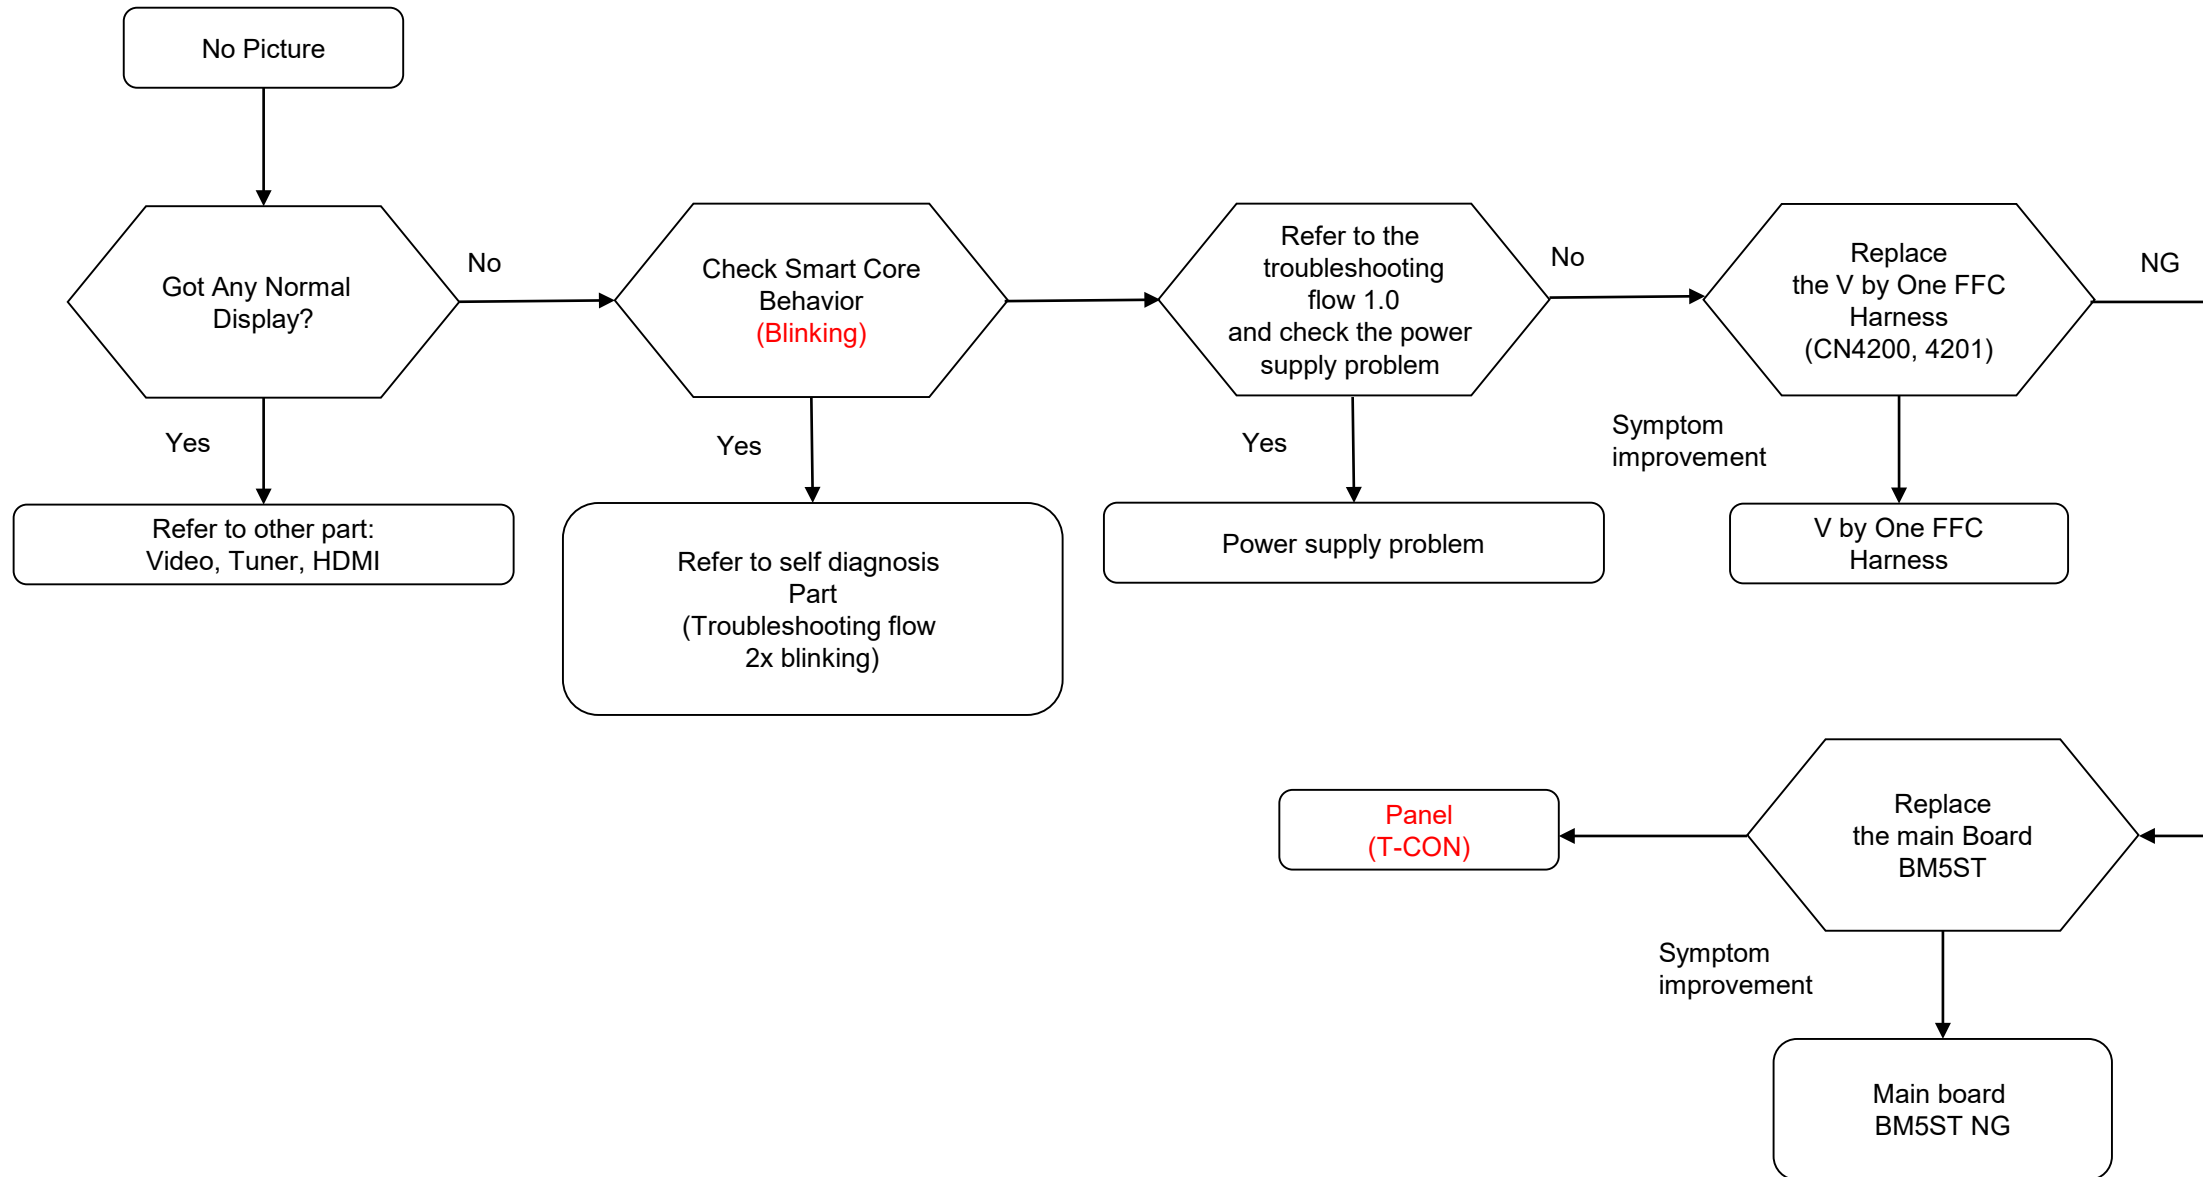 No Picture
Got Any Normal
Display?
No
Yes
Refer to other part:
Video, Tuner, HDMI
Check Smart Core
Behavior
(Blinking)
Yes
Refer to self diagnosis
Part
(Troubleshooting flow
2x blinking)
Refer to the
troubleshooting
flow 1.0
and check the power
supply problem
No
Yes
Power supply problem
Replace
the V by One FFC
Harness
(CN4200, 4201)
NG
Symptom
improvement
V by One FFC
Harness
Replace
the main Board
BM5ST
Panel
(T-CON)
Symptom
improvement
Main board
BM5ST NG